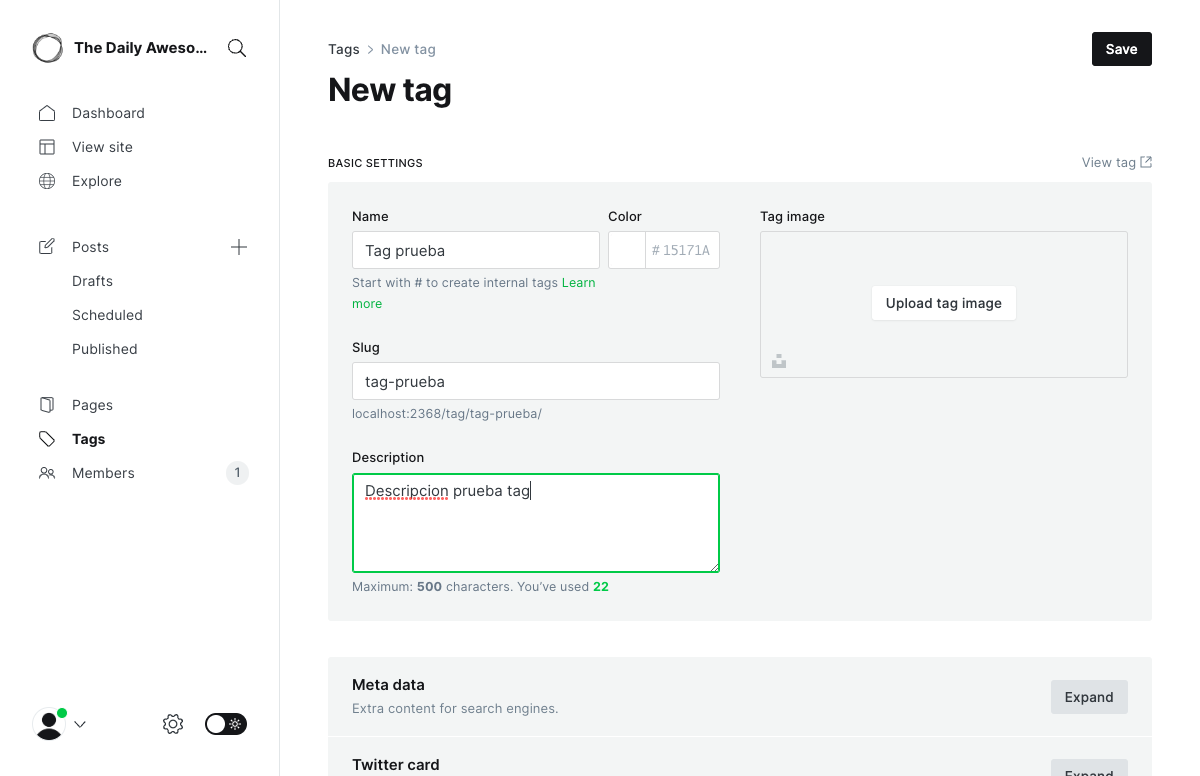 The Daily Aweso...
Dashboard
View site
Explore
Posts
Drafts
Scheduled
Published
Pages
Tags
Members 1
Tags > New tag
Save
New tag
BASIC SETTINGS
View tag
Name
Color
Tag image
Tag prueba
# 15171A
Start with # to create internal tags Learn
more
Upload tag image
Slug
tag-prueba
localhost:2368/tag/tag-prueba/
Description
Descripcion prueba tag
Maximum: 500 characters. You’ve used 22
Meta data
Extra content for search engines.
Expand
Twitter card
Expand